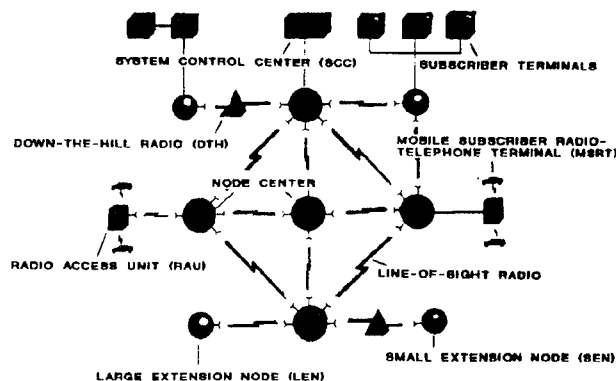 SYSTEM CONTROL CENTER (SCC)
SUBSCRIBER TERMINALS
DOWN-THE-HILL RADIO (DTH)
MOBILE SUBSCRIBER RADIO-
TELEPHONE TERMINAL (MSRT)
NODE CENTER
RADIO ACCESS UNIT (RAU)
LINE-OF-SIGHT RADIO
LARGE EXTENSION NODE (LEN)
SMALL EXTENSION NODE (SEN)